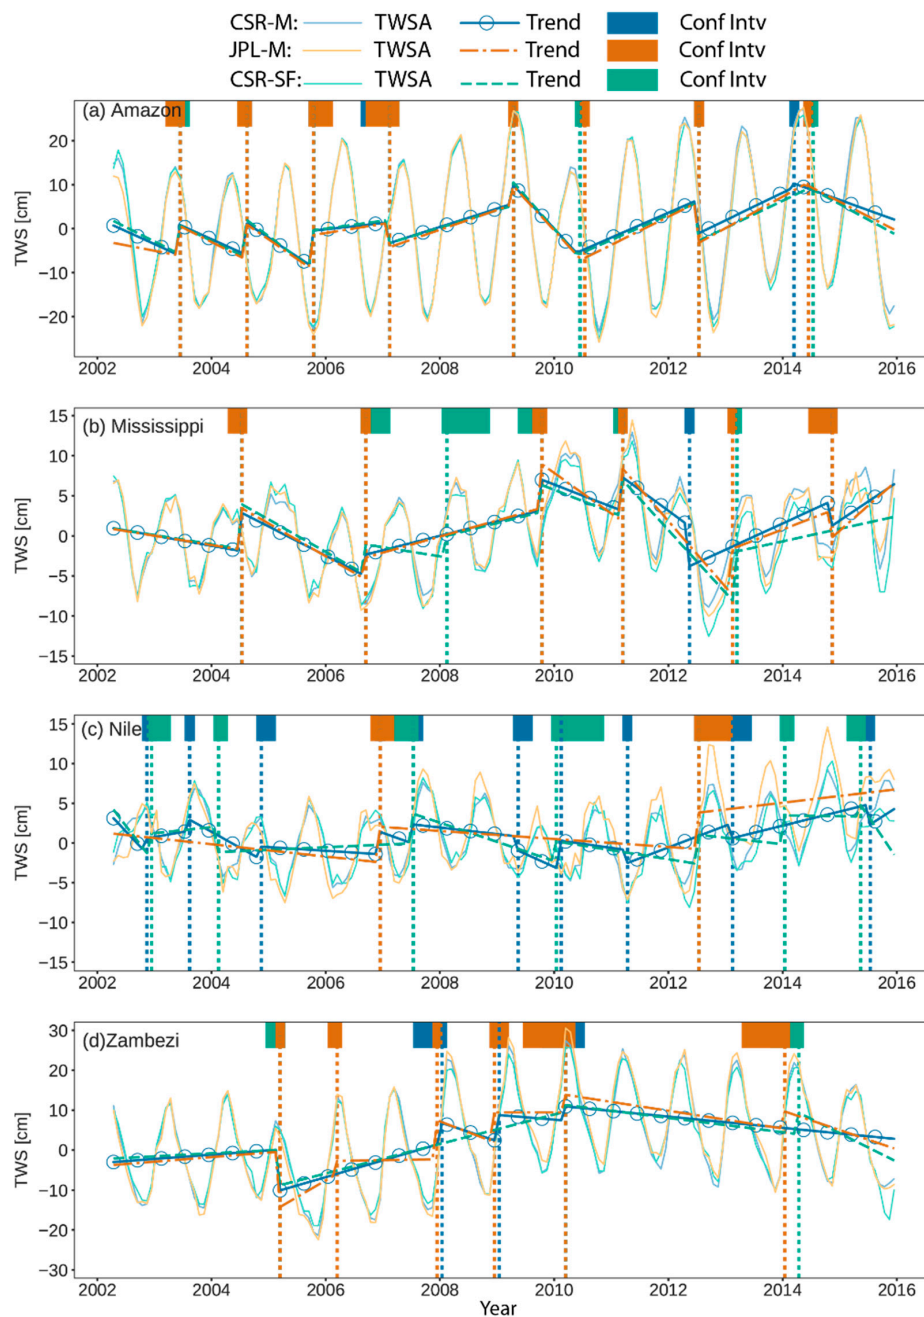 CSR-M: TWSA Trend Conf Intv
JPL-M: TWSA Trend Conf Intv
CSR-SF: TWSA Trend Conf Intv
(a) Amazon
TWS [cm]
20
10
0
−10
−20
2002 2004 2006 2008 2010 2012 2014 2016
(b) Mississippi
TWS [cm]
15
10
5
0
−5
−10
−15
2002 2004 2006 2008 2010 2012 2014 2016
(c) Nile
TWS [cm]
15
10
5
0
−5
−10
−15
2002 2004 2006 2008 2010 2012 2014 2016
(d)Zambezi
TWS [cm]
30
20
10
0
−10
−20
−30
2002 2004 2006 2008 2010 2012 2014 2016
Year